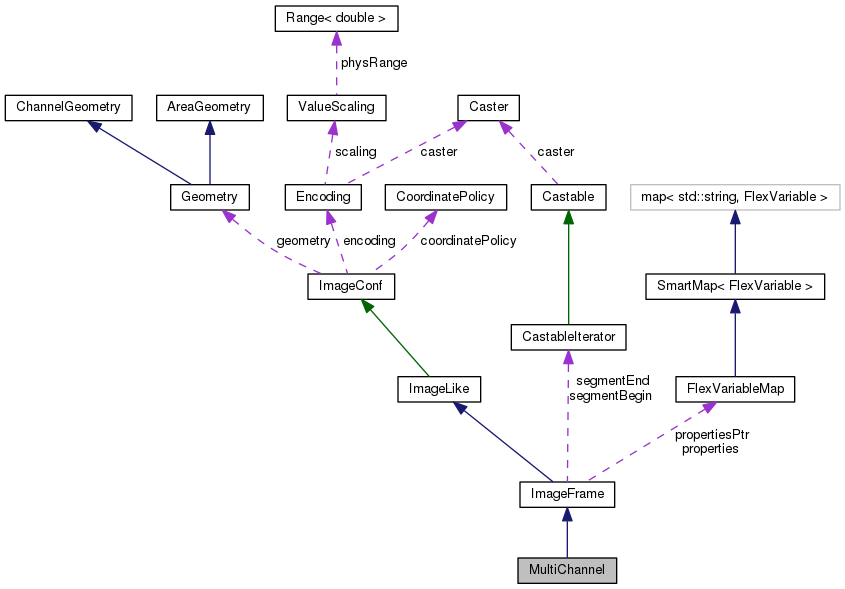 Range< double >
physRange
ChannelGeometry
AreaGeometry
ValueScaling
Caster
scaling
caster
caster
Geometry
Encoding
CoordinatePolicy
Castable
map< std::string, FlexVariable >
geometry
encoding
coordinatePolicy
ImageConf
SmartMap< FlexVariable >
CastableIterator
segmentEnd
segmentBegin
ImageLike
FlexVariableMap
propertiesPtr
properties
ImageFrame
MultiChannel